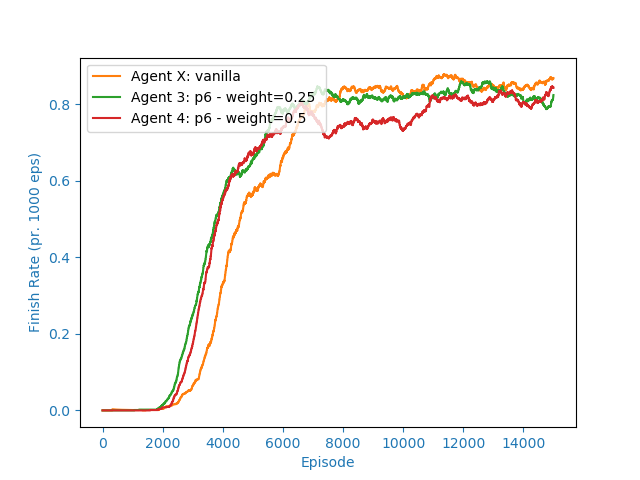 Agent X: vanilla
Agent 3: p6 - weight=0.25
Agent 4: p6 - weight=0.5
Finish Rate (pr. 1000 eps)
0.8
0.6
0.4
0.2
0.0
0 2000 4000 6000 8000 10000 12000 14000
Episode